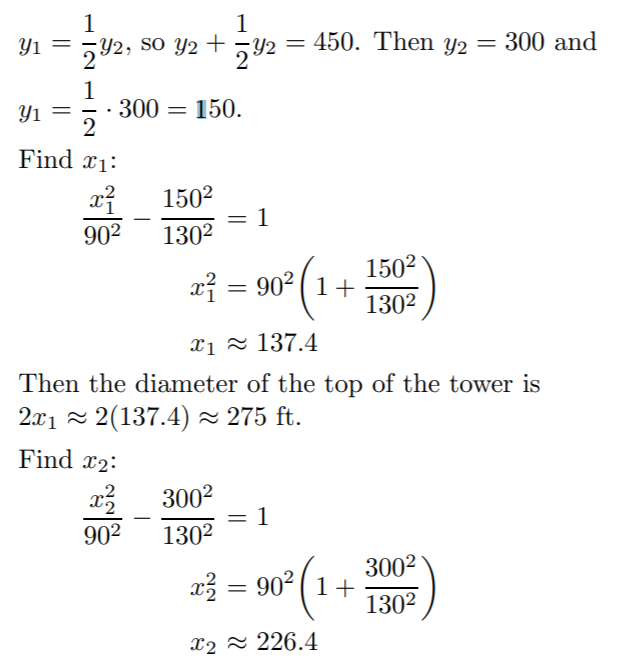 y₁ = 1/2 y₂, so y₂ + 1/2 y₂ = 450. Then y₂ = 300 and
y₁ = 1/2 · 300 = 150.
Find x₁:
x₁²/90² − 150²/130² = 1
x₁² = 90²(1 + 150²/130²)
x₁ ≈ 137.4
Then the diameter of the top of the tower is
2x₁ ≈ 2(137.4) ≈ 275 ft.
Find x₂:
x₂²/90² − 300²/130² = 1
x₂² = 90²(1 + 300²/130²)
x₂ ≈ 226.4